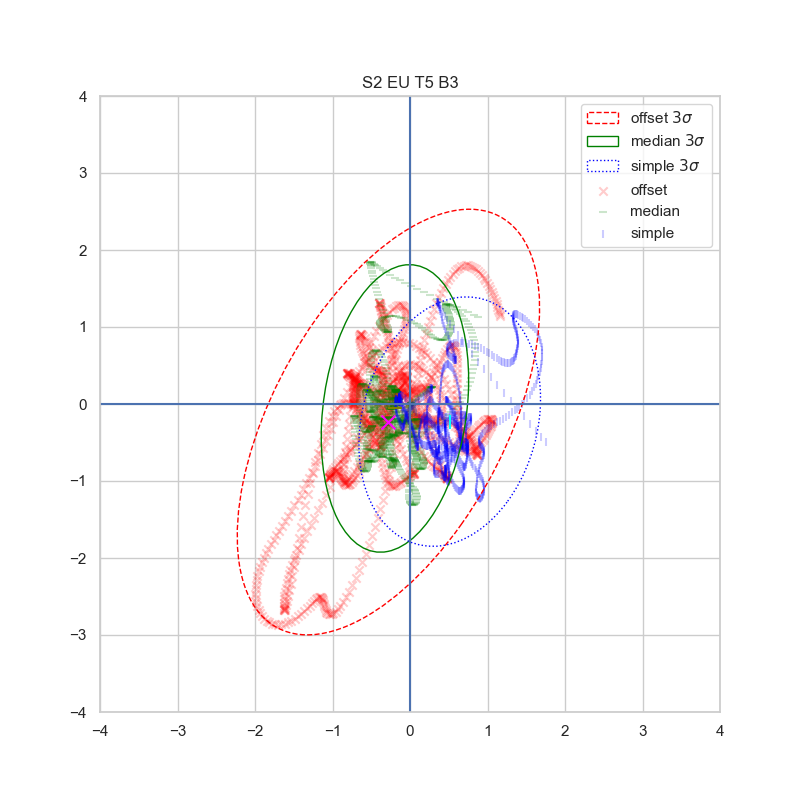 S2 EU T5 B3
offset 3σ
median 3σ
simple 3σ
offset
median
simple
4
3
2
1
0
−1
−2
−3
−4
−4 −3 −2 −1 0 1 2 3 4